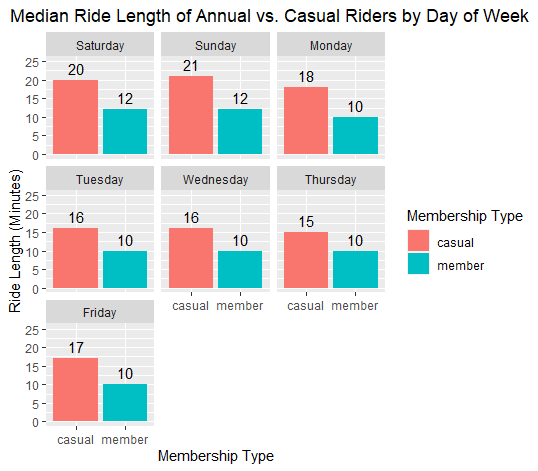 Median Ride Length of Annual vs. Casual Riders by Day of Week
Saturday Sunday Monday
25
20
15
10
5
0
20 12 21 12 18 10
Tuesday Wednesday Thursday
25
20
15
10
5
0
16 10 16 10 15 10
casual member casual member
Friday
25
20
15
10
5
0
17 10
casual member
Ride Length (Minutes)
Membership Type
Membership Type
casual
member